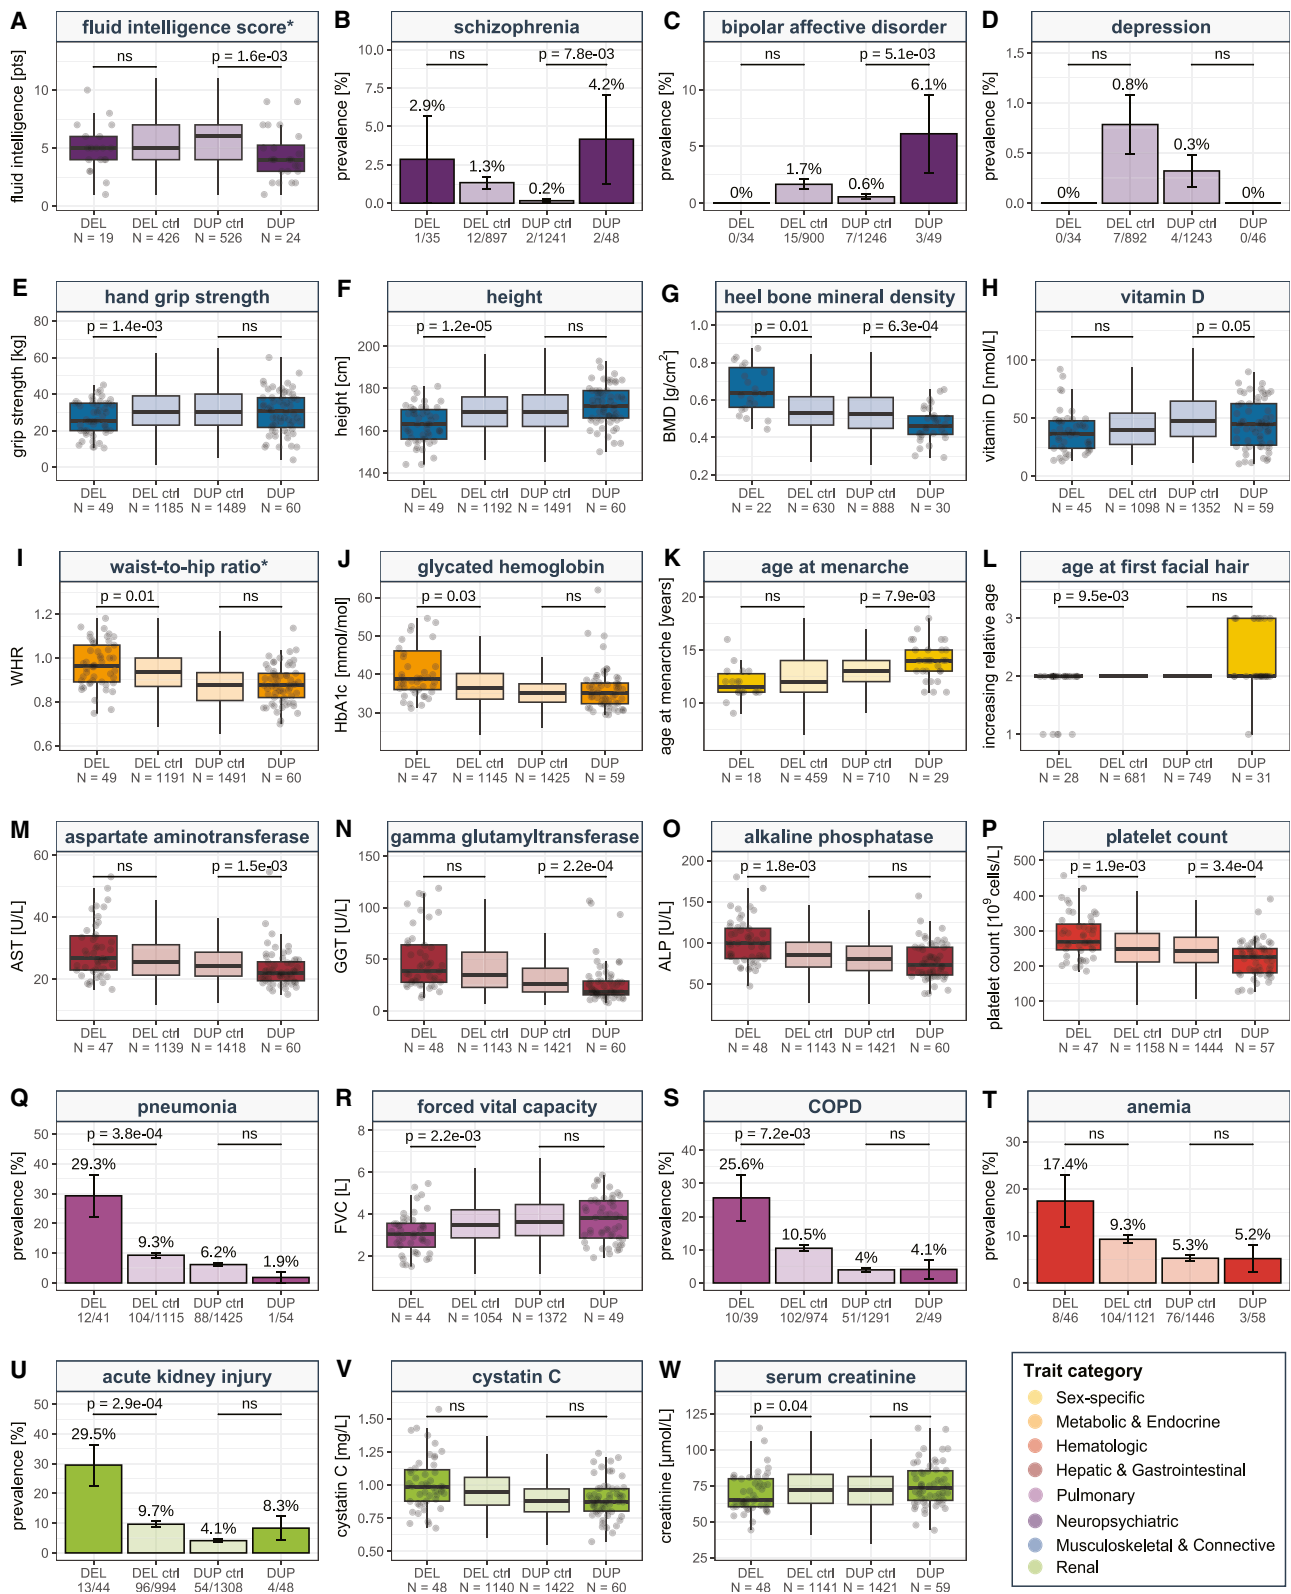 A
fluid intelligence score*
fluid intelligence [pts]
10
5
0
ns
p = 1.6e-03
DEL
DEL ctrl
DUP ctrl
DUP
N = 19
N = 426
N = 526
N = 24
B
schizophrenia
prevalence [%]
10.0
7.5
5.0
2.5
0.0
ns
p = 7.8e-03
2.9%
1.3%
0.2%
4.2%
DEL
DEL ctrl
DUP ctrl
DUP
1/35
12/897
2/1241
2/48
C
bipolar affective disorder
prevalence [%]
7.5
5.0
2.5
0.0
ns
p = 5.1e-03
0%
1.7%
0.6%
6.1%
DEL
DEL ctrl
DUP ctrl
DUP
0/34
15/900
7/1246
3/49
D
depression
prevalence [%]
1.5
1.0
0.5
0.0
ns
ns
0%
0.8%
0.3%
0%
DEL
DEL ctrl
DUP ctrl
DUP
0/34
7/892
4/1243
0/46
E
hand grip strength
grip strength [kg]
80
60
40
20
0
p = 1.4e-03
ns
DEL
DEL ctrl
DUP ctrl
DUP
N = 49
N = 1185
N = 1489
N = 60
F
height
height [cm]
200
180
160
140
p = 1.2e-05
ns
DEL
DEL ctrl
DUP ctrl
DUP
N = 49
N = 1192
N = 1491
N = 60
G
heel bone mineral density
BMD [g/cm²]
1.0
0.8
0.6
0.4
0.2
p = 0.01
p = 6.3e-04
DEL
DEL ctrl
DUP ctrl
DUP
N = 22
N = 630
N = 888
N = 30
H
vitamin D
vitamin D [nmol/L]
100
50
0
ns
p = 0.05
DEL
DEL ctrl
DUP ctrl
DUP
N = 45
N = 1098
N = 1352
N = 59
I
waist-to-hip ratio*
WHR
1.2
1.0
0.8
0.6
p = 0.01
ns
DEL
DEL ctrl
DUP ctrl
DUP
N = 49
N = 1191
N = 1491
N = 60
J
glycated hemoglobin
HbA1c [mmol/mol]
60
50
40
30
p = 0.03
ns
DEL
DEL ctrl
DUP ctrl
DUP
N = 47
N = 1145
N = 1425
N = 59
K
age at menarche
age at menarche [years]
20
15
10
ns
p = 7.9e-03
DEL
DEL ctrl
DUP ctrl
DUP
N = 18
N = 459
N = 710
N = 29
L
age at first facial hair
increasing relative age
3
2
1
p = 9.5e-03
ns
DEL
DEL ctrl
DUP ctrl
DUP
N = 28
N = 681
N = 749
N = 31
M
aspartate aminotransferase
AST [U/L]
60
40
20
ns
p = 1.5e-03
DEL
DEL ctrl
DUP ctrl
DUP
N = 47
N = 1139
N = 1418
N = 60
N
gamma glutamyltransferase
GGT [U/L]
150
100
50
0
ns
p = 2.2e-04
DEL
DEL ctrl
DUP ctrl
DUP
N = 48
N = 1143
N = 1421
N = 60
O
alkaline phosphatase
ALP [U/L]
200
150
100
50
p = 1.8e-03
ns
DEL
DEL ctrl
DUP ctrl
DUP
N = 48
N = 1143
N = 1421
N = 60
P
platelet count
platelet count [10⁹ cells/L]
500
400
300
200
100
p = 1.9e-03
p = 3.4e-04
DEL
DEL ctrl
DUP ctrl
DUP
N = 47
N = 1158
N = 1444
N = 57
Q
pneumonia
prevalence [%]
50
40
30
20
10
0
p = 3.8e-04
ns
29.3%
9.3%
6.2%
1.9%
DEL
DEL ctrl
DUP ctrl
DUP
12/41
104/1115
88/1425
1/54
R
forced vital capacity
FVC [L]
8
6
4
2
p = 2.2e-03
ns
DEL
DEL ctrl
DUP ctrl
DUP
N = 44
N = 1054
N = 1372
N = 49
S
COPD
prevalence [%]
40
30
20
10
0
p = 7.2e-03
ns
25.6%
10.5%
4%
4.1%
DEL
DEL ctrl
DUP ctrl
DUP
10/39
102/974
51/1291
2/49
T
anemia
prevalence [%]
30
20
10
0
ns
ns
17.4%
9.3%
5.3%
5.2%
DEL
DEL ctrl
DUP ctrl
DUP
8/46
104/1121
76/1446
3/58
U
acute kidney injury
prevalence [%]
50
40
30
20
10
0
p = 2.9e-04
ns
29.5%
9.7%
4.1%
8.3%
DEL
DEL ctrl
DUP ctrl
DUP
13/44
96/994
54/1308
4/48
V
cystatin C
cystatin C [mg/L]
1.50
1.25
1.00
0.75
0.50
ns
ns
DEL
DEL ctrl
DUP ctrl
DUP
N = 48
N = 1140
N = 1422
N = 60
W
serum creatinine
creatinine [µmol/L]
125
100
75
50
25
p = 0.04
ns
DEL
DEL ctrl
DUP ctrl
DUP
N = 48
N = 1141
N = 1421
N = 59
Trait category
Sex-specific
Metabolic & Endocrine
Hematologic
Hepatic & Gastrointestinal
Pulmonary
Neuropsychiatric
Musculoskeletal & Connective
Renal